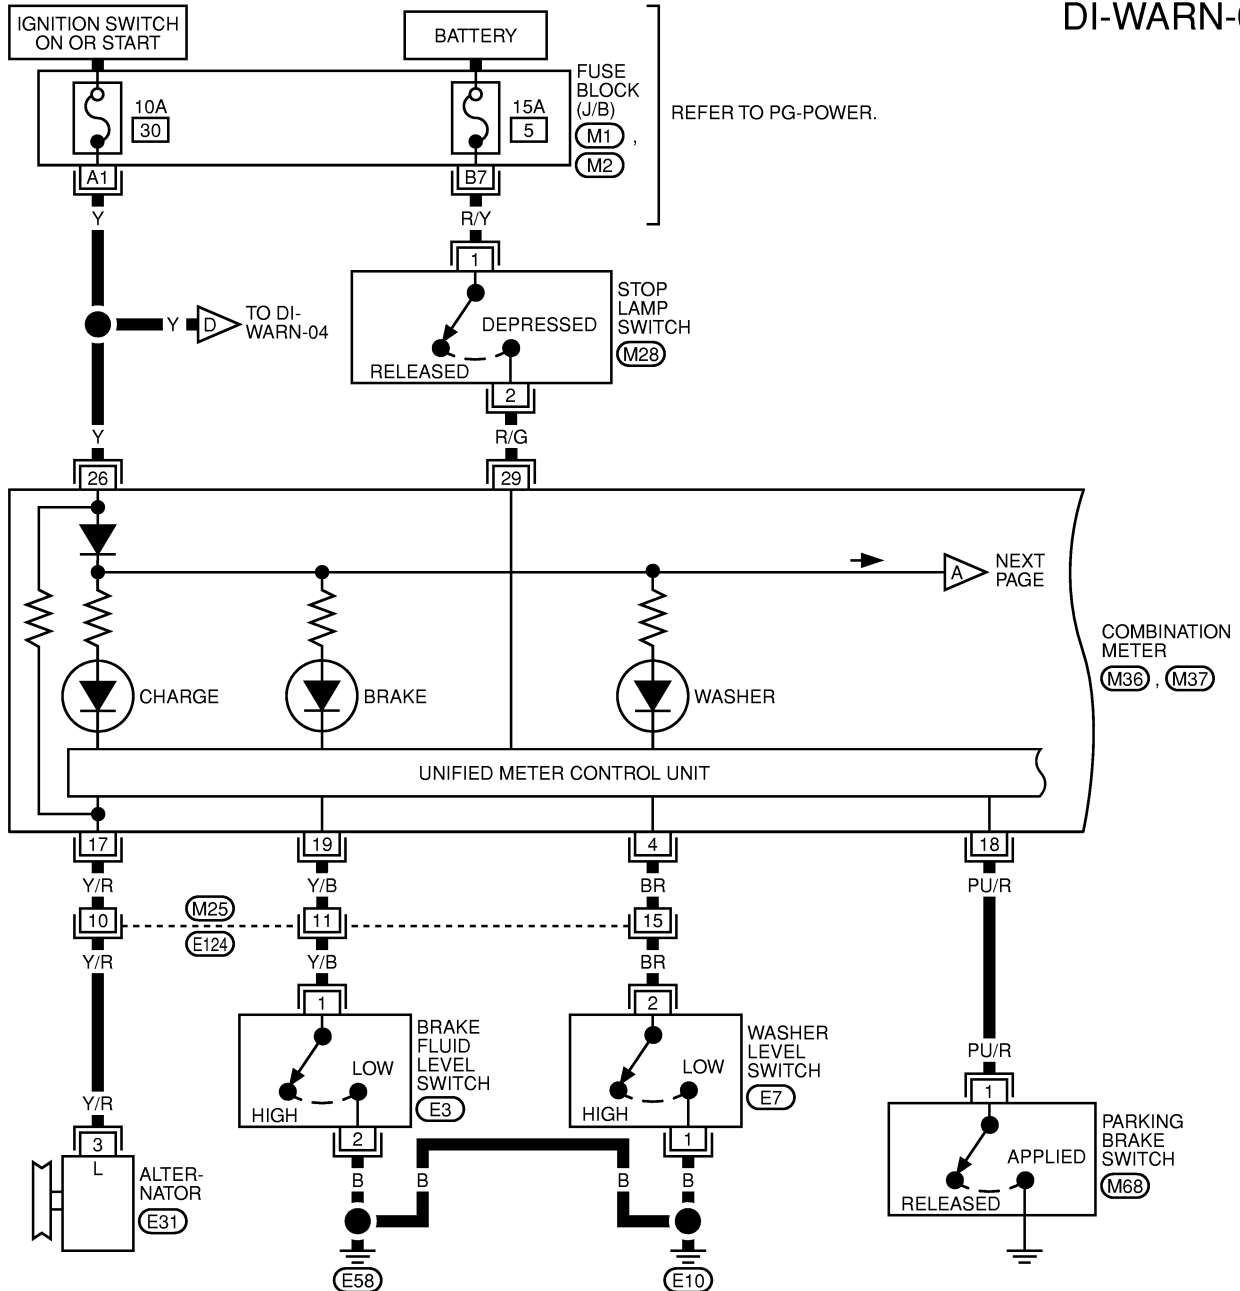 DI-WARN-0
IGNITION SWITCH
ON OR START
BATTERY
FUSE
BLOCK
(J/B)
M1 ,
M2
REFER TO PG-POWER.
10A
30
15A
5
A1
B7
Y
R/Y
1
STOP
LAMP
SWITCH
M28
DEPRESSED
RELEASED
Y
D
TO DI-
WARN-04
2
Y
R/G
26
29
A
NEXT
PAGE
COMBINATION
METER
M36 , M37
CHARGE
BRAKE
WASHER
UNIFIED METER CONTROL UNIT
17
19
4
18
Y/R
Y/B
BR
PU/R
10
M25
E124
11
15
Y/R
Y/B
BR
1
2
BRAKE
FLUID
LEVEL
SWITCH
E3
LOW
HIGH
WASHER
LEVEL
SWITCH
E7
LOW
HIGH
PU/R
1
Y/R
3
L
ALTER-
NATOR
E31
2
1
B
B
B
B
PARKING
BRAKE
SWITCH
M68
APPLIED
RELEASED
E58
E10